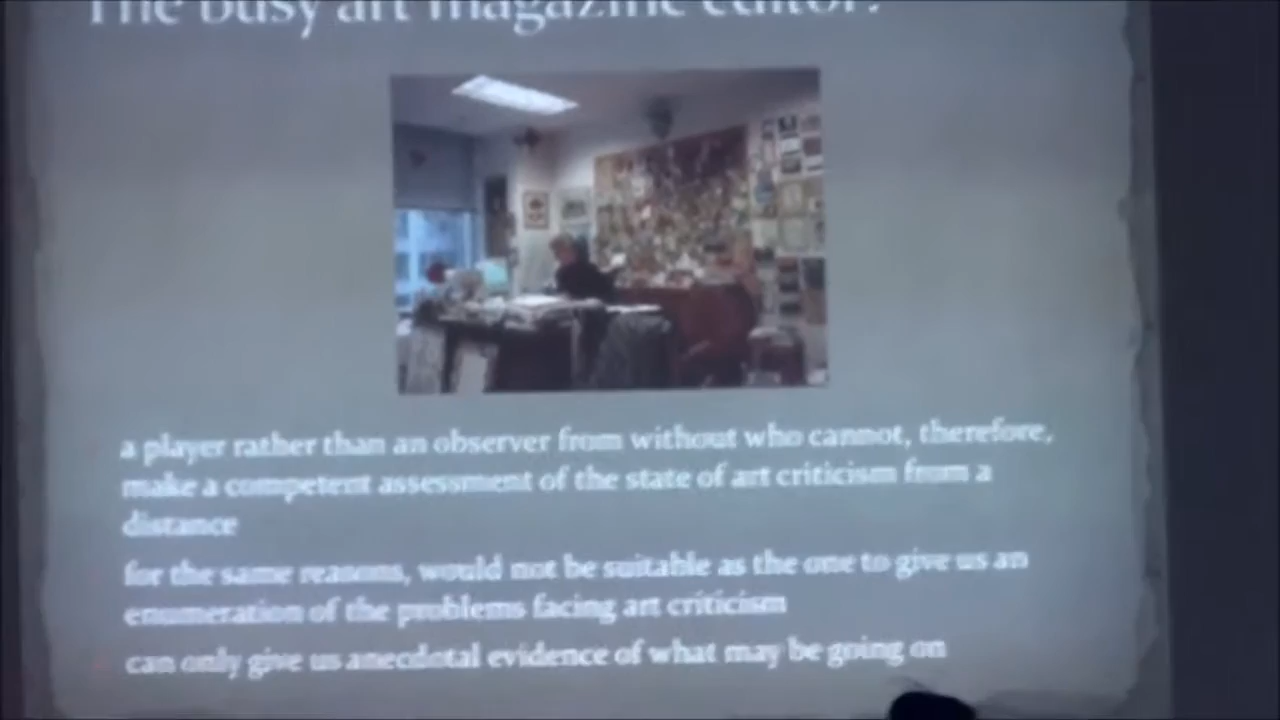 The busy art magazine editor:
a player rather than an observer from without who cannot, therefore,
make a competent assessment of the state of art criticism from a
distance
for the same reasons, would not be suitable as the one to give us an
enumeration of the problems facing art criticism
can only give us anecdotal evidence of what may be going on